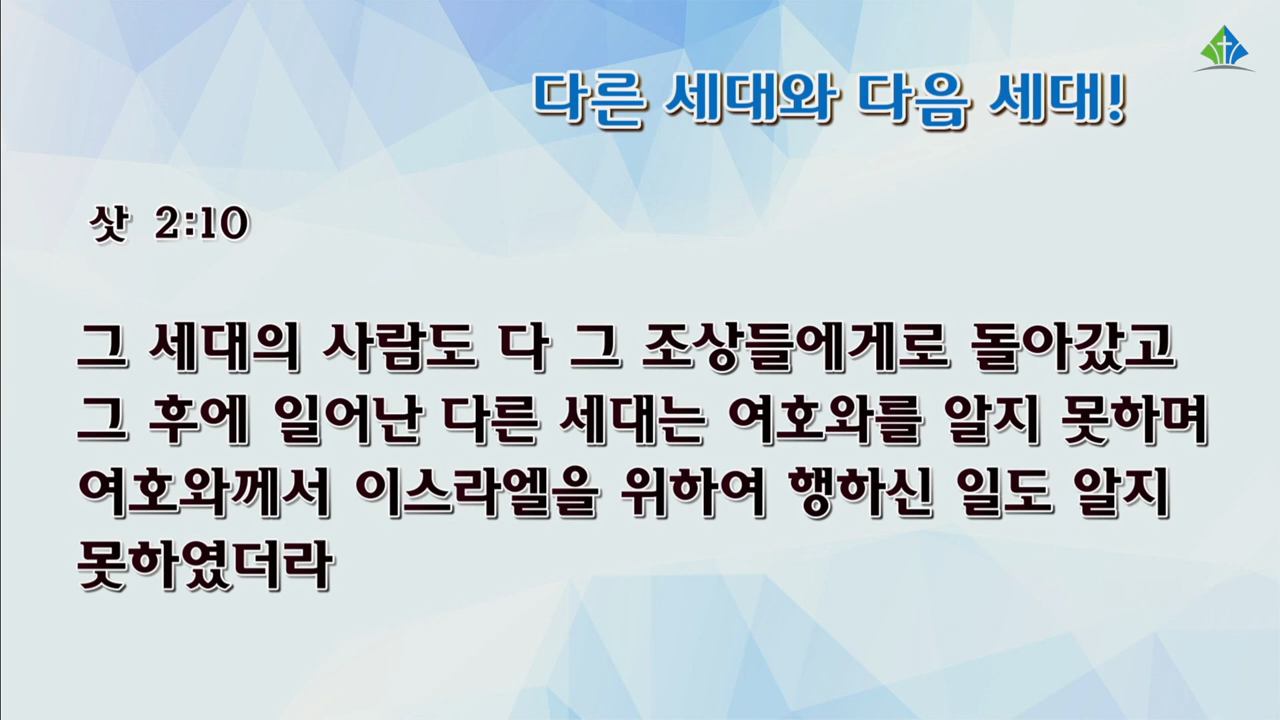 다른 세대와 다음 세대!
삿 2:10
그 세대의 사람도 다 그 조상들에게로 돌아갔고
그 후에 일어난 다른 세대는 여호와를 알지 못하며
여호와께서 이스라엘을 위하여 행하신 일도 알지
못하였더라